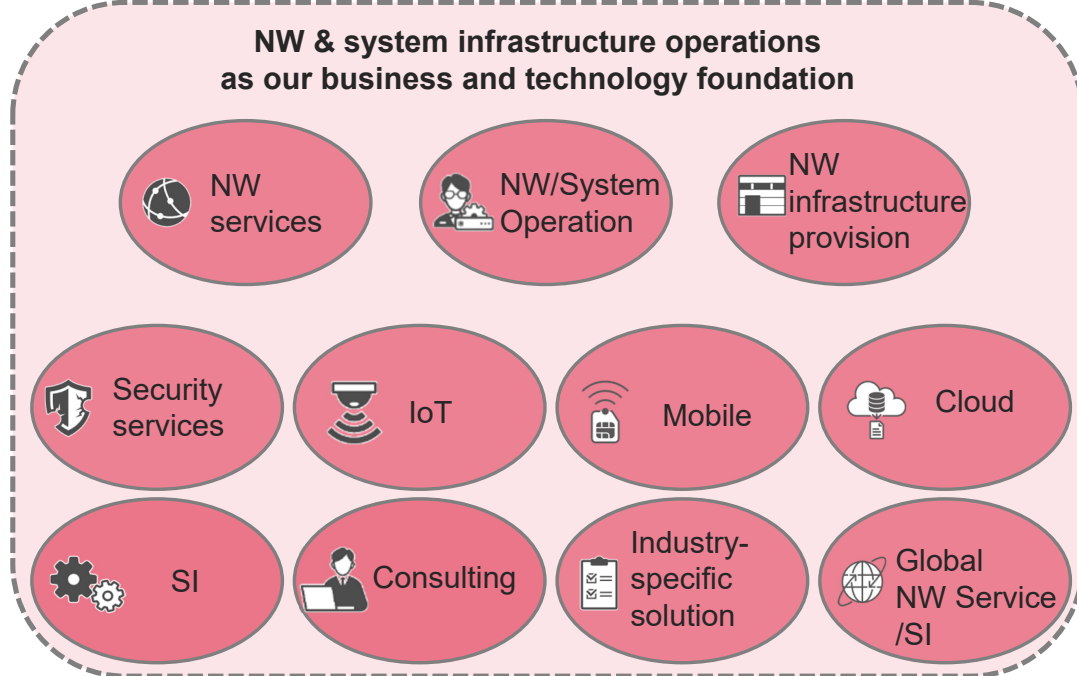 NW & system infrastructure operations
as our business and technology foundation
NW
services
NW/System
Operation
NW
infrastructure
provision
Security
services
IoT
Mobile
Cloud
SI
Consulting
Industry-
specific
solution
Global
NW Service
/SI